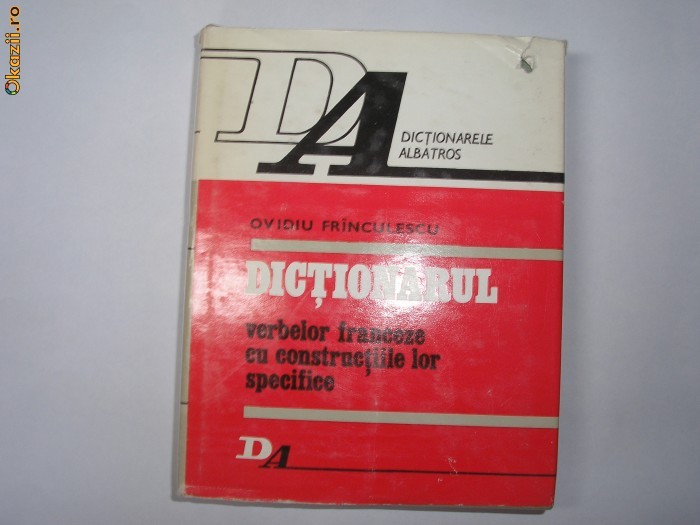 Okazii.ro
DA
DICȚIONARELE
ALBATROS
OVIDIU FRÎNCULESCU
DICȚIONARUL
verbelor franceze
cu construcțiile lor
specifice
DA